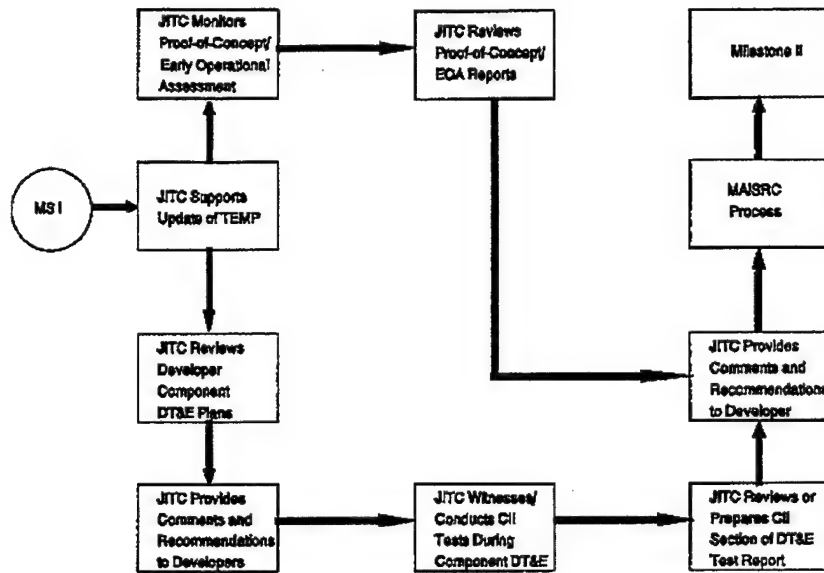 JITC Monitors
Proof-of-Concept/
Early Operational
Assessment
JITC Reviews
Proof-of-Concept/
EOA Reports
Milestone II
MS I
JITC Supports
Update of TEMP
MAISRC
Process
JITC Reviews
Developer
Component
DT&E Plans
JITC Provides
Comments and
Recommendations
to Developer
JITC Provides
Comments and
Recommendations
to Developers
JITC Witnesses/
Conducts CII
Tests During
Component DT&E
JITC Reviews or
Prepares CII
Section of DT&E
Test Report